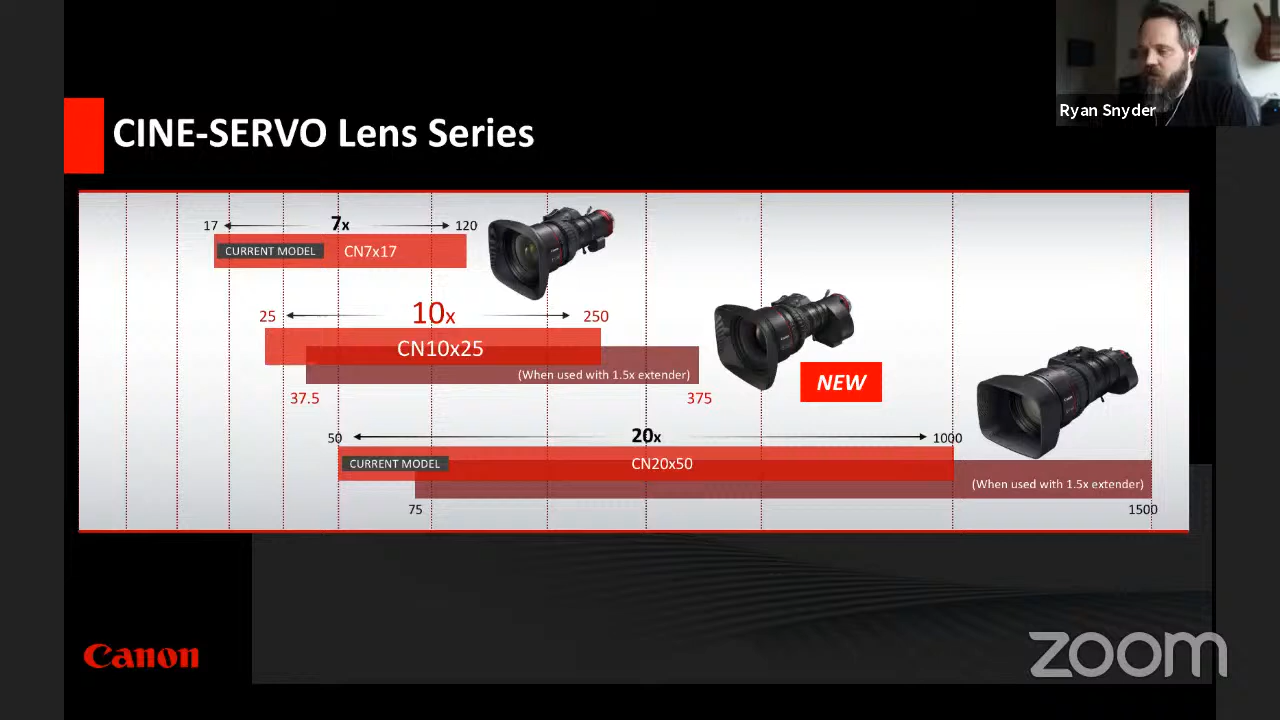 Ryan Snyder
CINE-SERVO Lens Series
17
7x
120
CURRENT MODEL
CN7x17
25
10x
250
CN10x25
(When used with 1.5x extender)
NEW
37.5
375
50
20x
1000
CURRENT MODEL
CN20x50
(When used with 1.5x extender)
75
1500
Canon
zoom